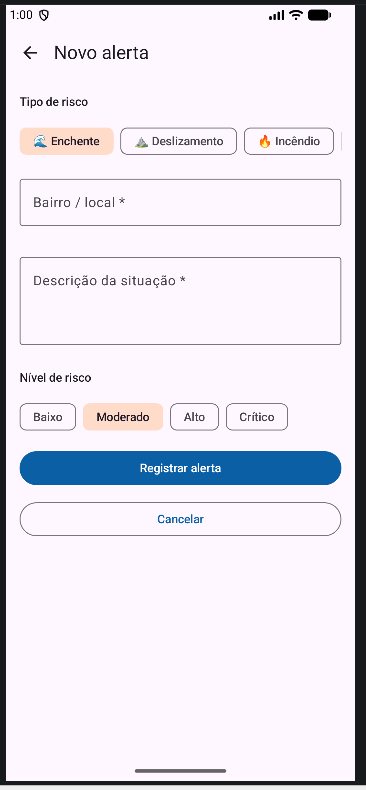 1:00
Novo alerta
Tipo de risco
🌊 Enchente ⛰️ Deslizamento 🔥 Incêndio
Bairro / local *
Descrição da situação *
Nível de risco
Baixo Moderado Alto Crítico
Registrar alerta
Cancelar